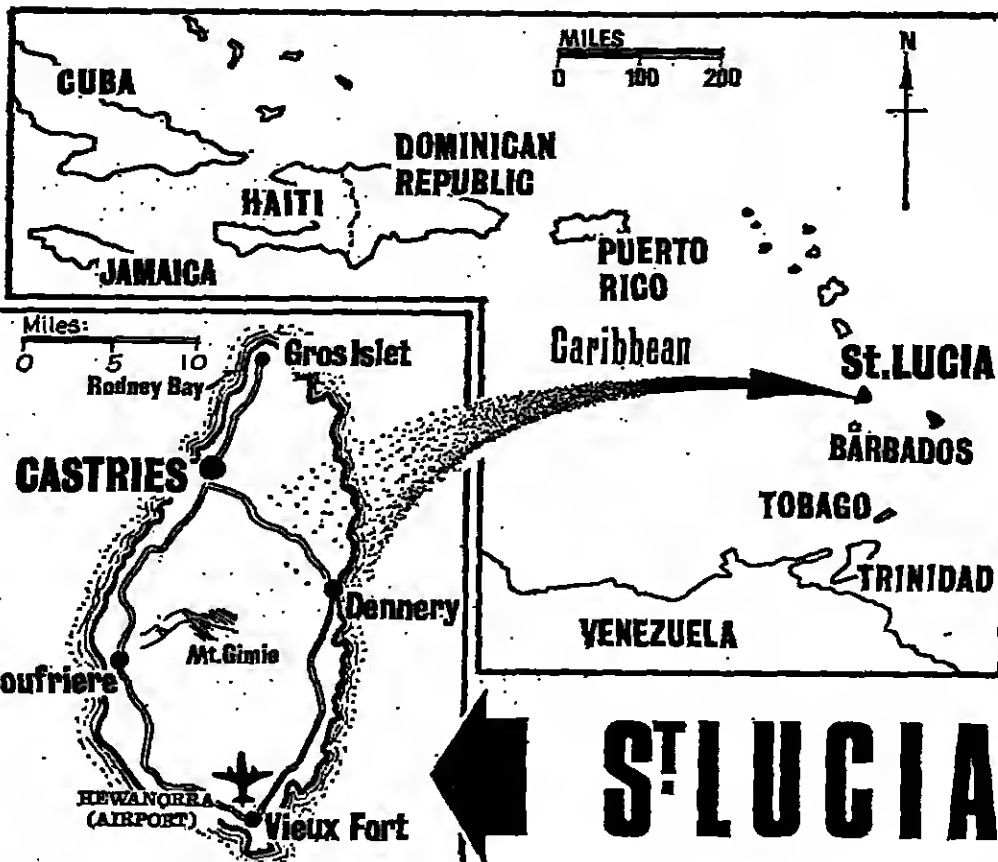 MILES
0 100 200
N
CUBA
DOMINICAN
REPUBLIC
HAITI
JAMAICA
PUERTO
RICO
Caribbean
St. LUCIA
BARBADOS
TOBAGO
TRINIDAD
VENEZUELA
Miles:
0 5 10
Gros Islet
Rodney Bay
CASTRIES
Dennery
Mt. Gimie
oufriere
HEWANORRA
(AIRPORT)
Vieux Fort
ST. LUCIA